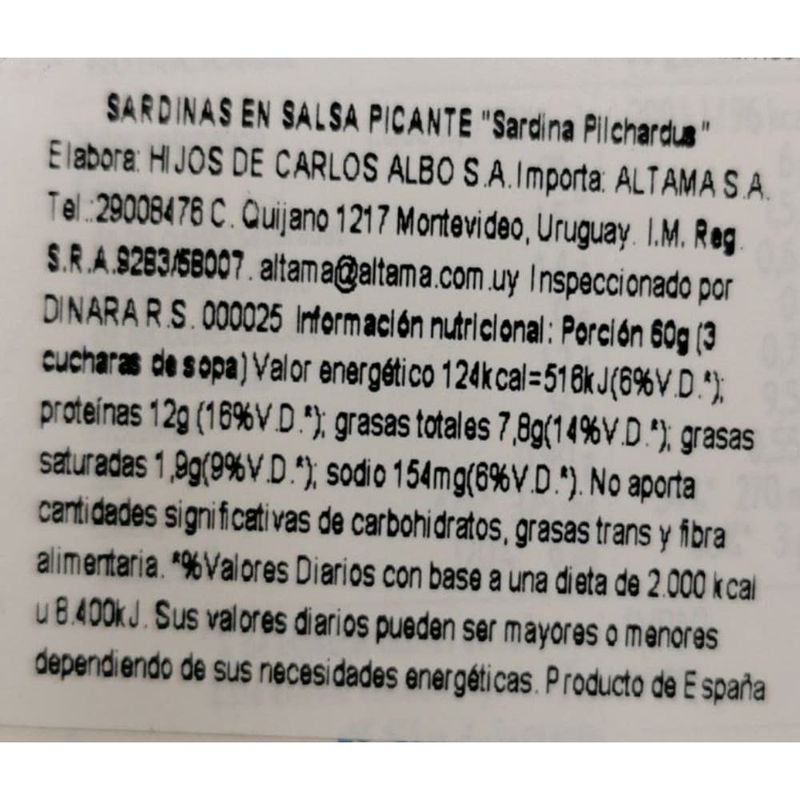 SARDINAS EN SALSA PICANTE "Sardina Pilchardus"
Elabora: HIJOS DE CARLOS ALBO S.A. Importa: ALTAMA S.A.
Tel.:29008476 C. Quijano 1217 Montevideo, Uruguay. I.M. Reg.
S.R.A.9283/58007. altama@altama.com.uy Inspeccionado por
DINARA R.S. 000025 Información nutricional: Porción 60g (3
cucharas de sopa) Valor energético 124kcal=516kJ(6%V.D.*);
proteínas 12g (16%V.D.*); grasas totales 7,8g(14%V.D.*); grasas
saturadas 1,9g(9%V.D.*); sodio 154mg(6%V.D.*). No aporta
cantidades significativas de carbohidratos, grasas trans y fibra
alimentaria. *%Valores Diarios con base a una dieta de 2.000 kcal
u 8.400kJ. Sus valores diarios pueden ser mayores o menores
dependiendo de sus necesidades energéticas. Producto de España